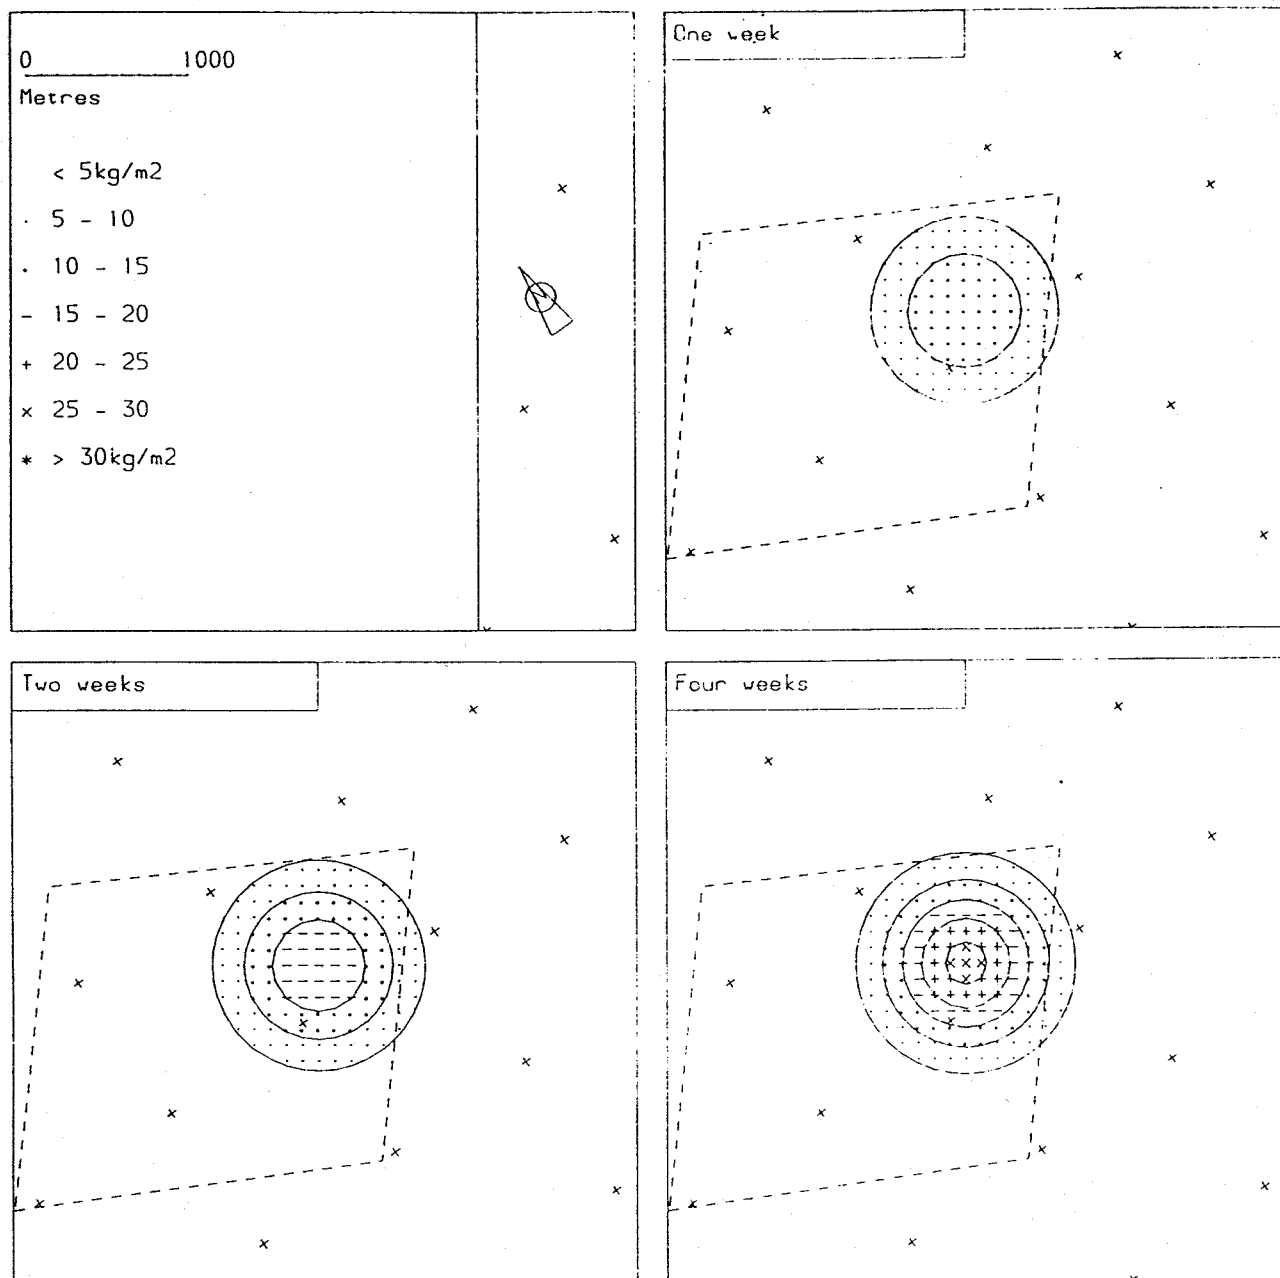 0 1000
Metres
< 5kg/m2
· 5 - 10
. 10 - 15
- 15 - 20
+ 20 - 25
× 25 - 30
* > 30kg/m2
One week
Two weeks
Four weeks